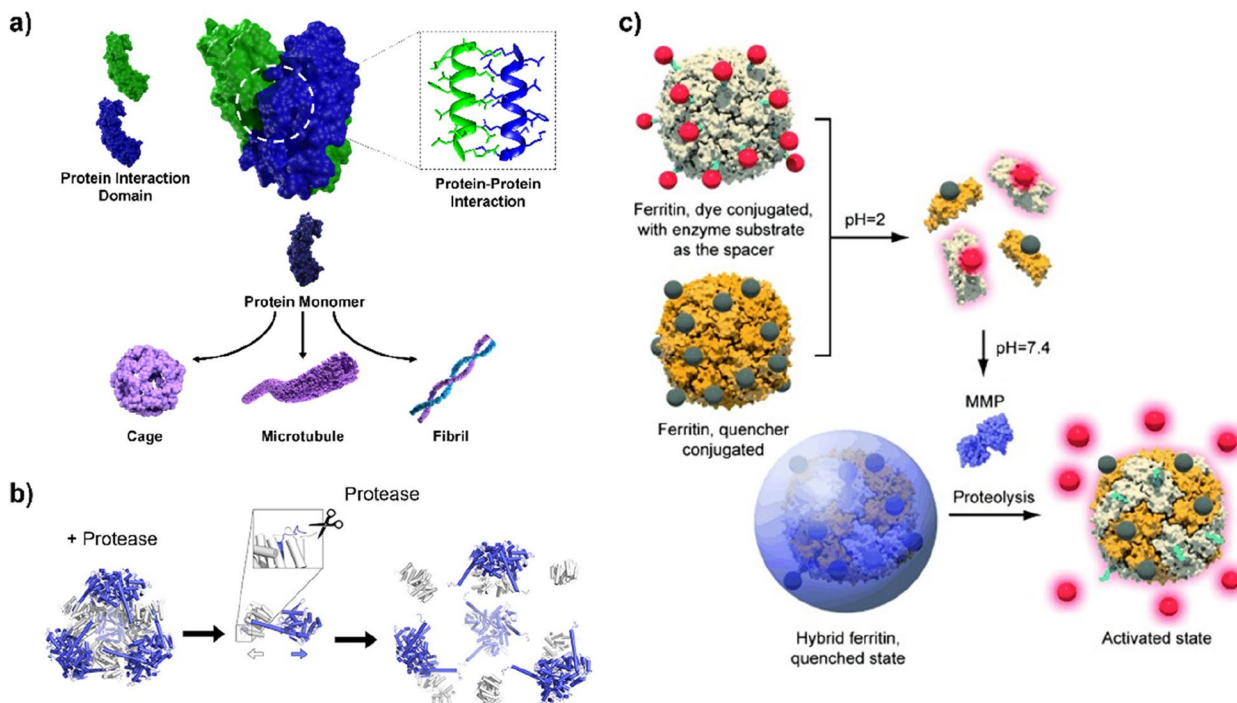 a)
Protein Interaction
Domain
Protein-Protein
Interaction
Protein Monomer
Cage
Microtubule
Fibril
b)
+ Protease
Protease
c)
Ferritin, dye conjugated,
with enzyme substrate
as the spacer
pH=2
Ferritin, quencher
conjugated
pH=7.4
MMP
Proteolysis
Hybrid ferritin,
quenched state
Activated state